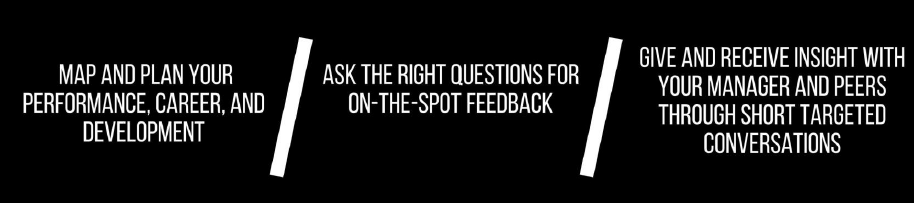 MAP AND PLAN YOUR
PERFORMANCE, CAREER, AND
DEVELOPMENT
ASK THE RIGHT QUESTIONS FOR
ON-THE-SPOT FEEDBACK
GIVE AND RECEIVE INSIGHT WITH
YOUR MANAGER AND PEERS
THROUGH SHORT TARGETED
CONVERSATIONS